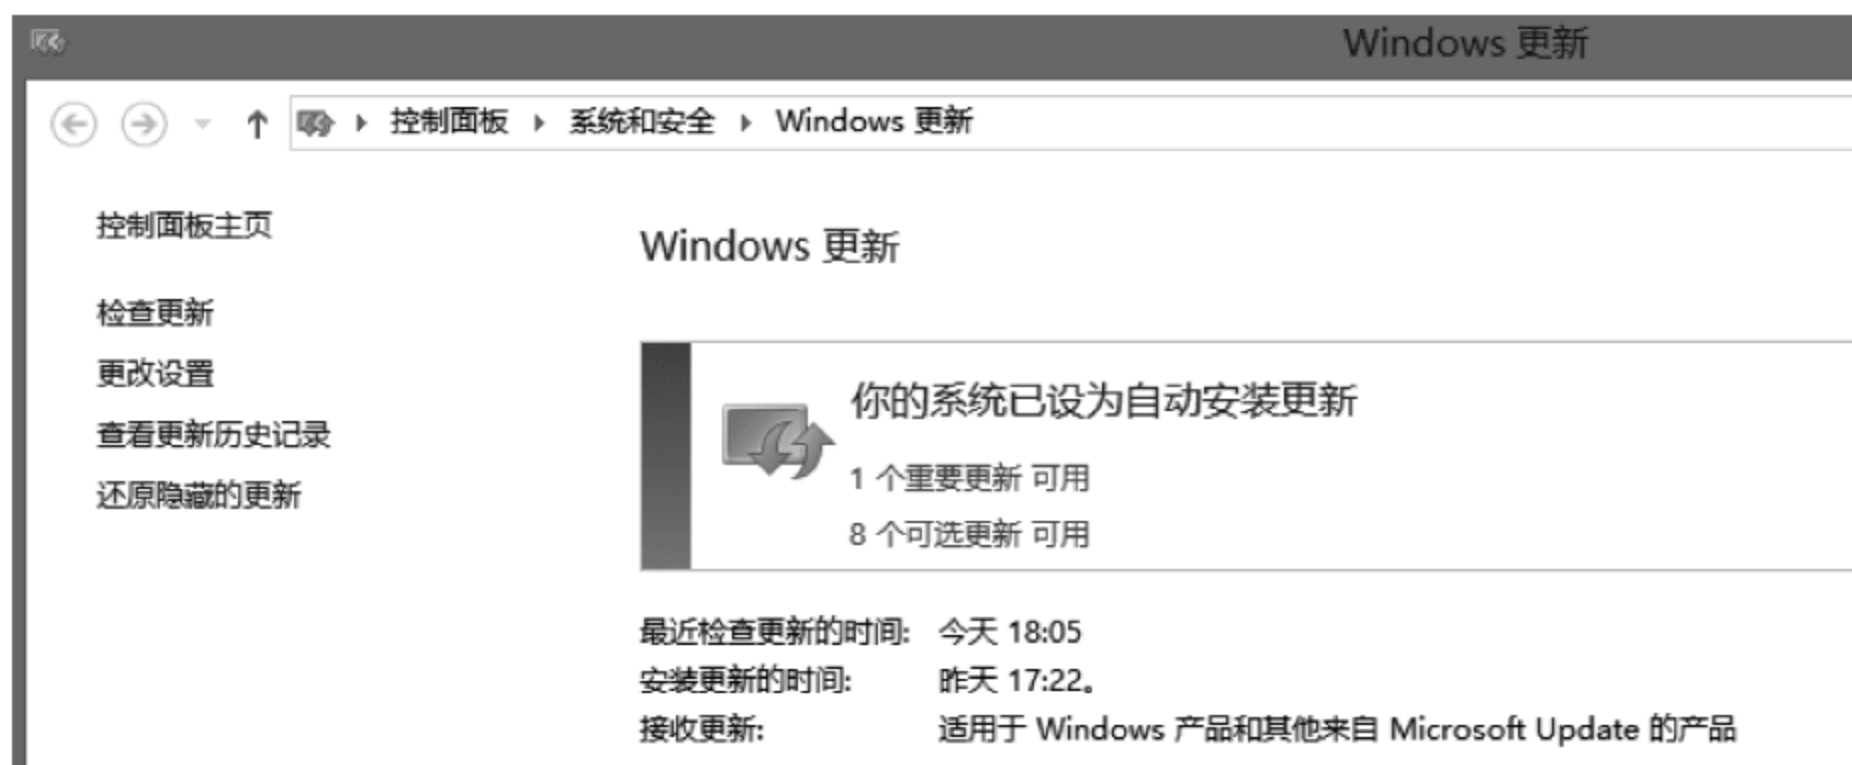 Windows 更新
控制面板 系统和安全 Windows 更新
控制面板主页
检查更新
更改设置
查看更新历史记录
还原隐藏的更新
Windows 更新
你的系统已设为自动安装更新
1 个重要更新 可用
8 个可选更新 可用
最近检查更新的时间: 今天 18:05
安装更新的时间: 昨天 17:22。
接收更新: 适用于 Windows 产品和其他来自 Microsoft Update 的产品